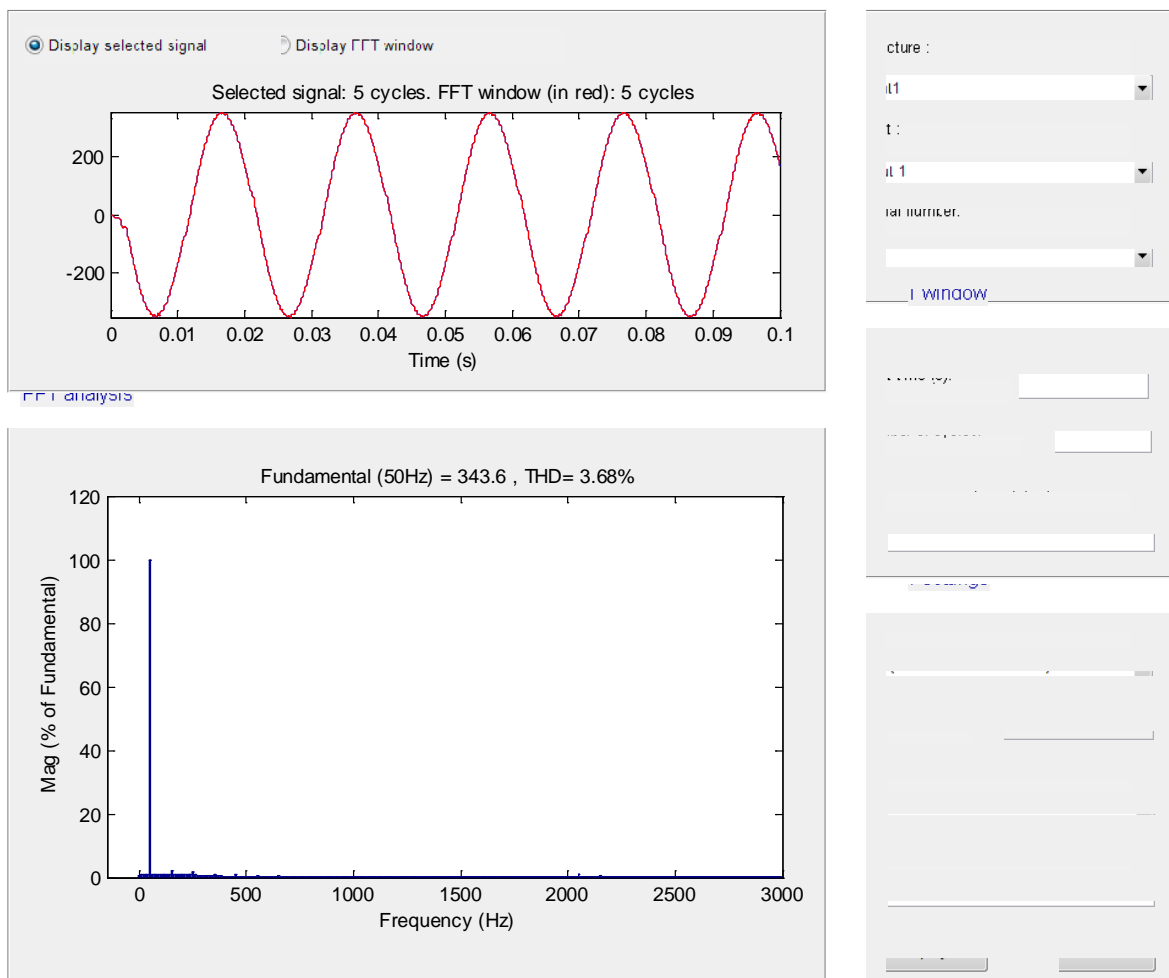 Display selected signal
Display FFT window
Selected signal: 5 cycles. FFT window (in red): 5 cycles
200
0
-200
0 0.01 0.02 0.03 0.04 0.05 0.06 0.07 0.08 0.09 0.1
Time (s)
FFT analysis
Fundamental (50Hz) = 343.6 , THD= 3.68%
120
100
80
60
40
20
0
Mag (% of Fundamental)
0 500 1000 1500 2000 2500 3000
Frequency (Hz)
cture :
t :
1
number:
window